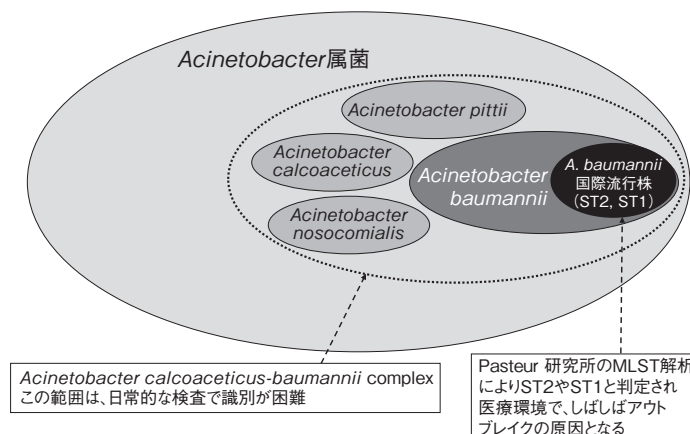 Acinetobacter属菌
Acinetobacter pittii
Acinetobacter
calcoaceticus
Acinetobacter
baumannii
A. baumannii
国際流行株
(ST2, ST1)
Acinetobacter
nosocomialis
Acinetobacter calcoaceticus-baumannii complex
この範囲は、日常的な検査で識別が困難
Pasteur 研究所のMLST解析
によりST2やST1と判定され
医療環境で、しばしばアウト
ブレイクの原因となる